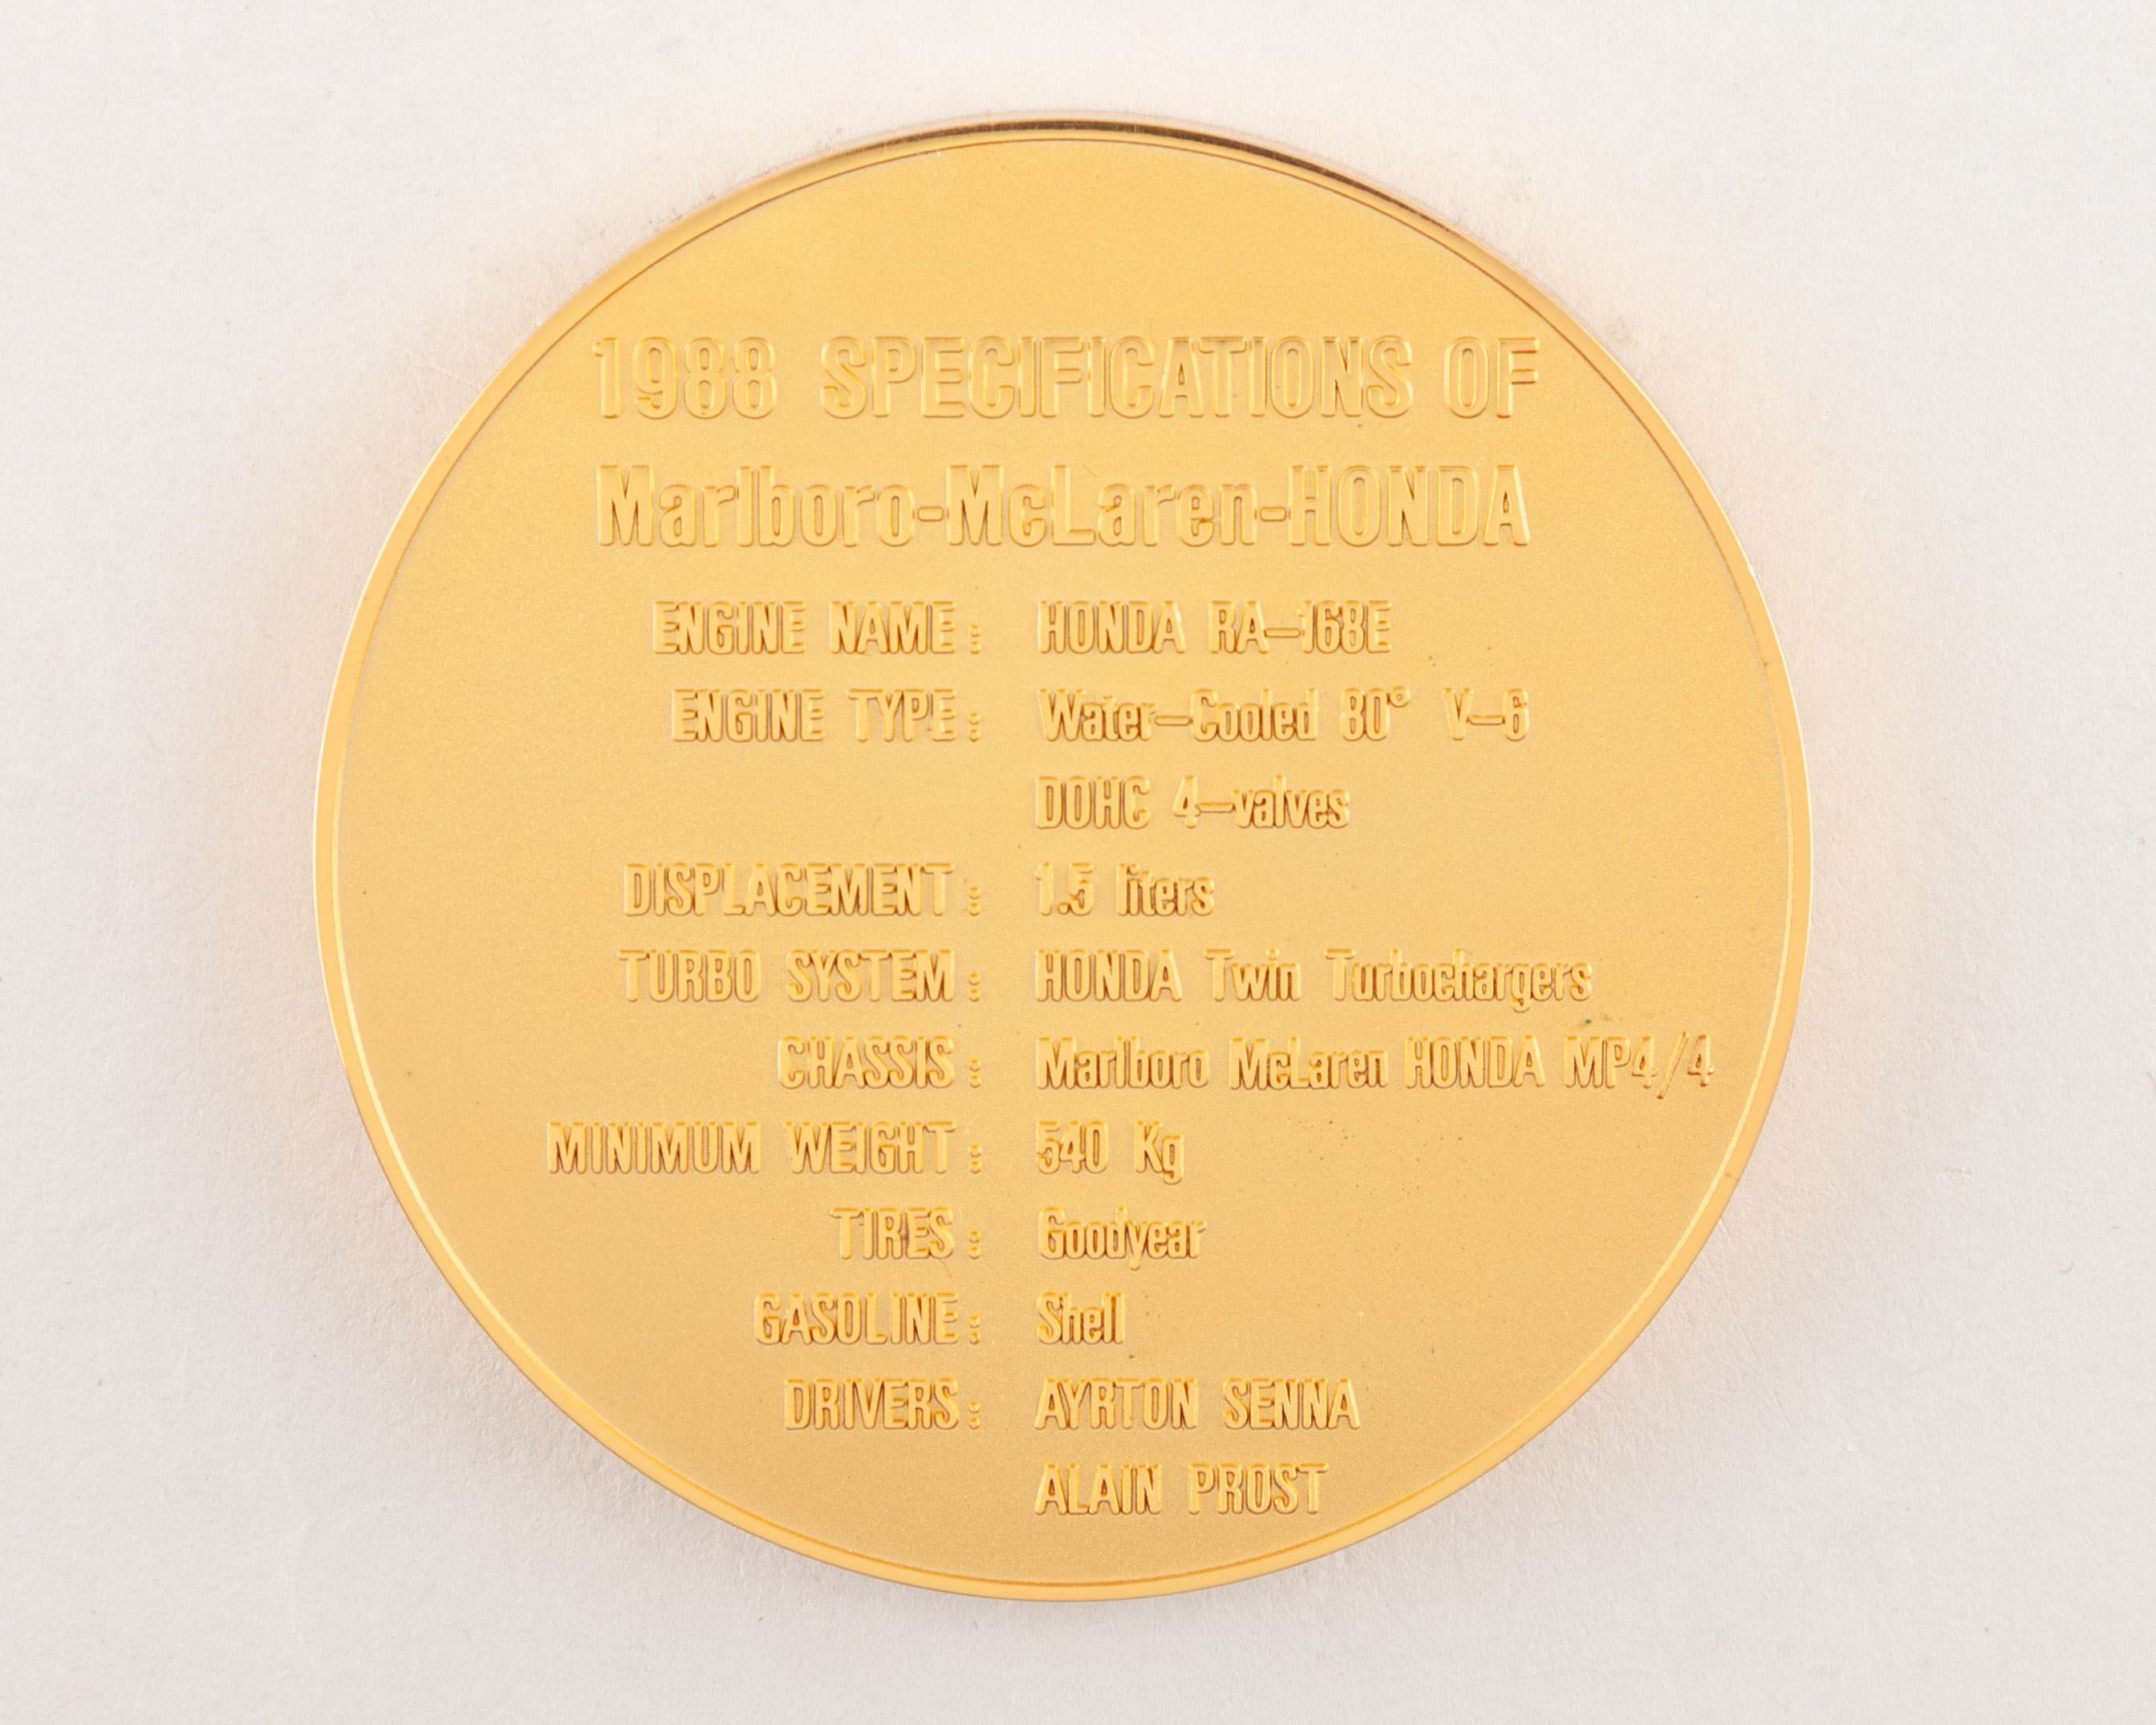 1988 SPECIFICATIONS OF
Marlboro-McLaren-HONDA
ENGINE NAME: HONDA RA-168E
ENGINE TYPE: Water-Cooled 80° V-6
DOHC 4-valves
DISPLACEMENT: 1.5 liters
TURBO SYSTEM: HONDA Twin Turbochargers
CHASSIS: Marlboro McLaren HONDA MP4/4
MINIMUM WEIGHT: 540 Kg
TIRES: Goodyear
GASOLINE: Shell
DRIVERS: AYRTON SENNA
ALAIN PROST